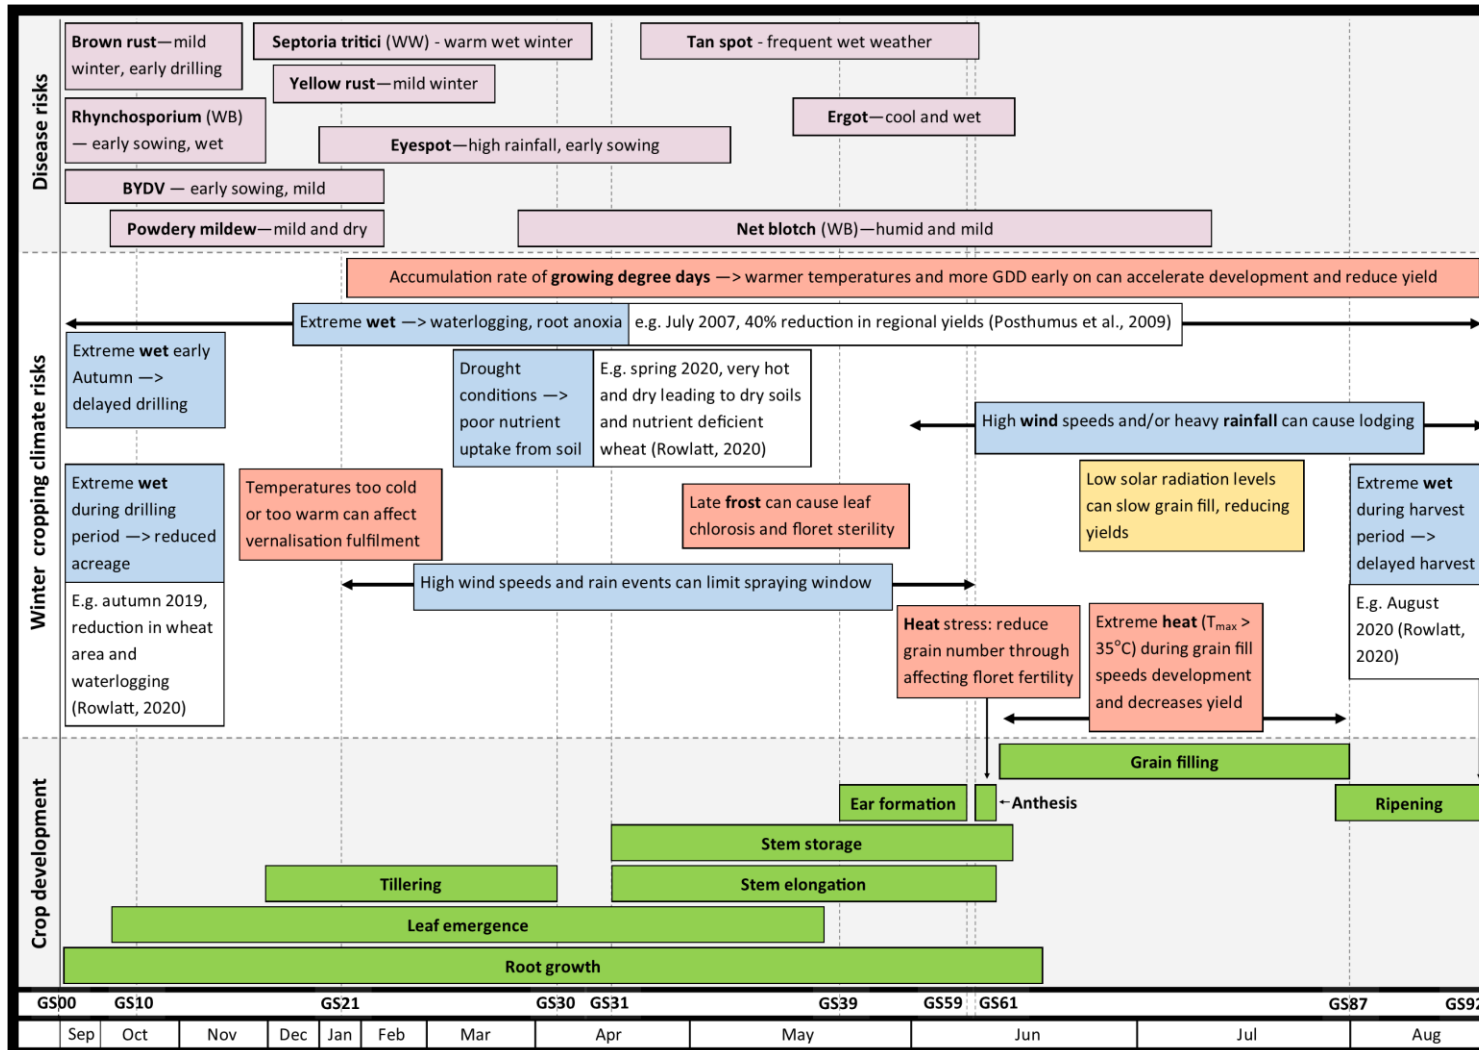 Disease risks
Brown rust—mild
winter, early drilling
Septoria tritici (WW) - warm wet winter
Tan spot - frequent wet weather
Yellow rust—mild winter
Rhynchosporium (WB)
— early sowing, wet
Ergot—cool and wet
Eyespot—high rainfall, early sowing
BYDV — early sowing, mild
Powdery mildew—mild and dry
Net blotch (WB)—humid and mild
Winter cropping climate risks
Accumulation rate of growing degree days —> warmer temperatures and more GDD early on can accelerate development and reduce yield
Extreme wet —> waterlogging, root anoxia
e.g. July 2007, 40% reduction in regional yields (Posthumus et al., 2009)
Extreme wet early
Autumn —>
delayed drilling
Drought
conditions —>
poor nutrient
uptake from soil
E.g. spring 2020, very hot
and dry leading to dry soils
and nutrient deficient
wheat (Rowlatt, 2020)
High wind speeds and/or heavy rainfall can cause lodging
Extreme wet
during drilling
period —> reduced
acreage
Temperatures too cold
or too warm can affect
vernalisation fulfilment
Late frost can cause leaf
chlorosis and floret sterility
Low solar radiation levels
can slow grain fill, reducing
yields
Extreme wet
during harvest
period —>
delayed harvest
High wind speeds and rain events can limit spraying window
E.g. autumn 2019,
reduction in wheat
area and
waterlogging
(Rowlatt, 2020)
Heat stress: reduce
grain number through
affecting floret fertility
Extreme heat (Tmax >
35°C) during grain fill
speeds development
and decreases yield
E.g. August
2020 (Rowlatt,
2020)
Crop development
Grain filling
Ear formation
←Anthesis
Ripening
Stem storage
Tillering
Stem elongation
Leaf emergence
Root growth
GS00 GS10 GS21 GS30 GS31 GS39 GS59 GS61 GS87 GS92
Sep Oct Nov Dec Jan Feb Mar Apr May Jun Jul Aug